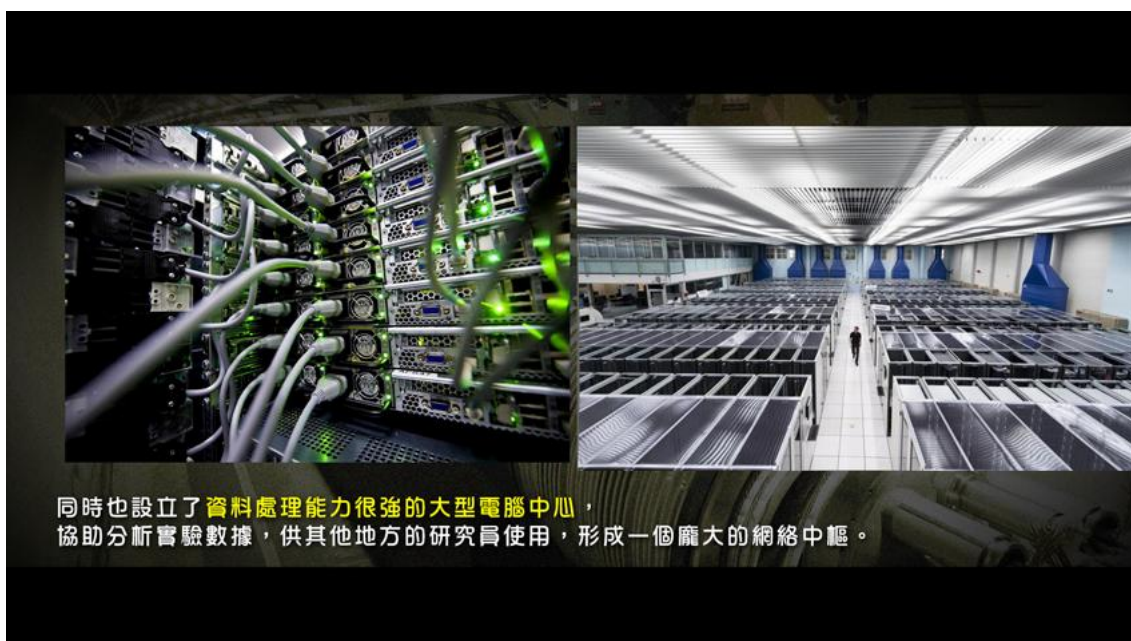 同時也設立了資料處理能力很強的大型電腦中心，
協助分析實驗數據，供其他地方的研究員使用，形成一個龐大的網絡中樞。